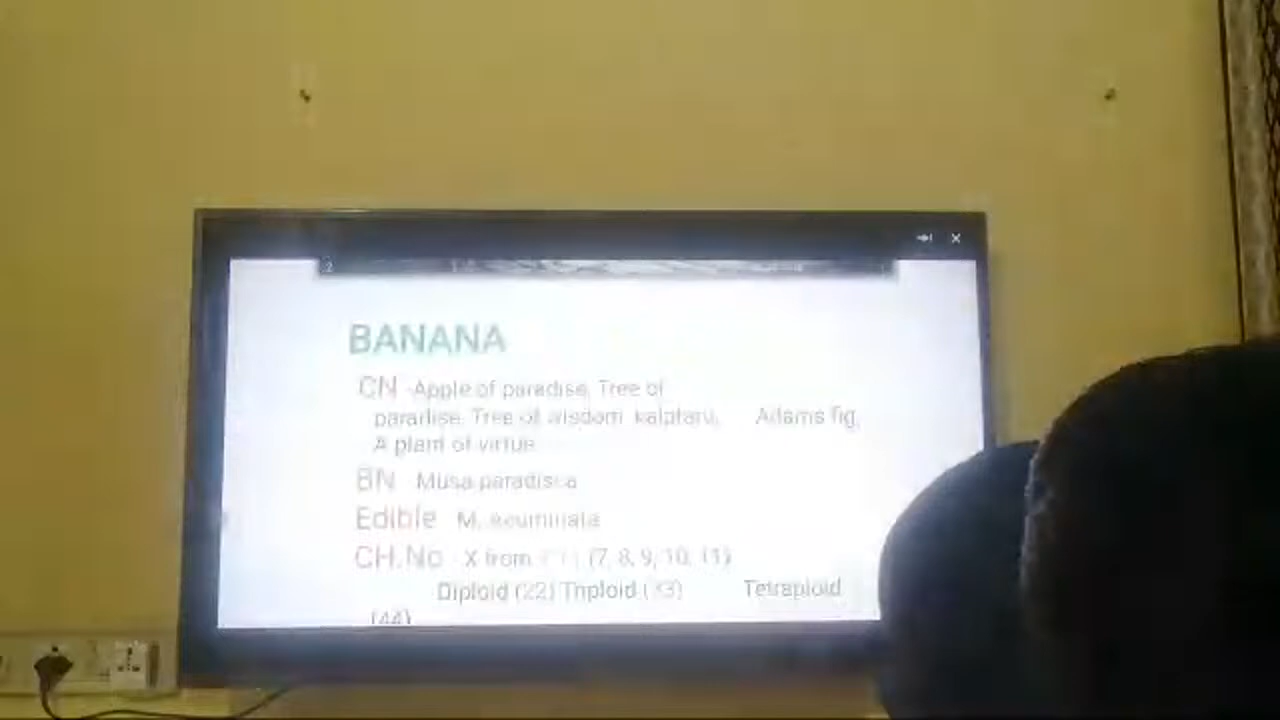 BANANA
CN -Apple of paradise, Tree of
paradise, Tree of wisdom, kalptaru, Adams fig,
A plant of virtue
BN - Musa paradisica
Edible - M. acuminata
CH.No - X from (7, 8, 9, 10, 11)
Diploid (22) Triploid (33) Tetraploid
(44)